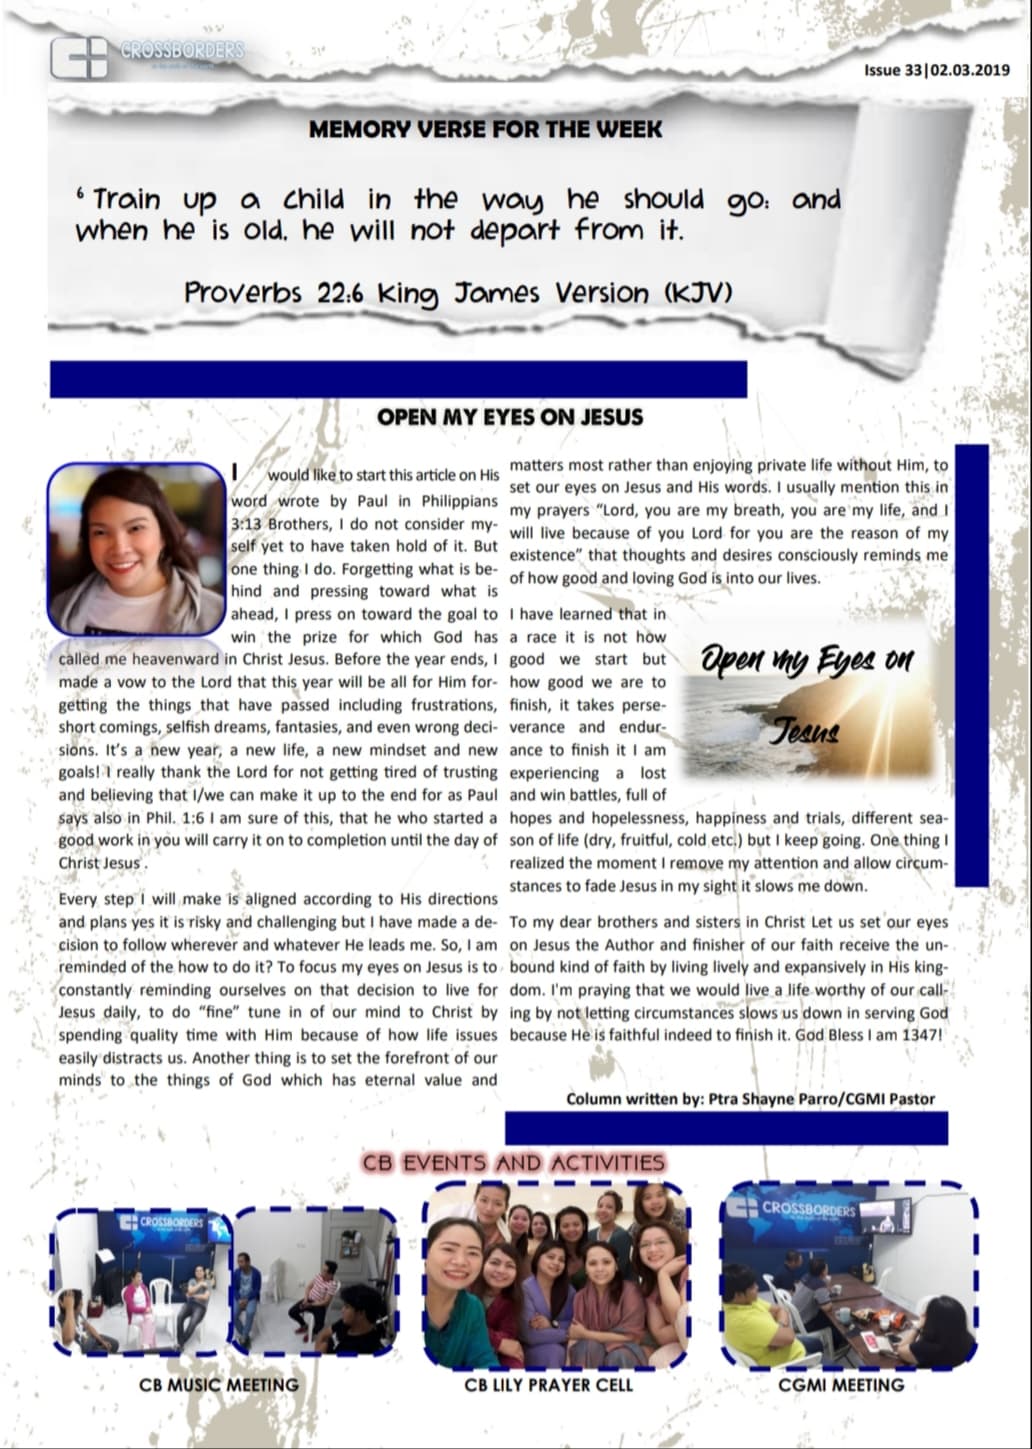 CROSSBORDERS
Issue 33|02.03.2019
MEMORY VERSE FOR THE WEEK
6 Train up a child in the way he should go: and
when he is old, he will not depart from it.
Proverbs 22:6 King James Version (KJV)
OPEN MY EYES ON JESUS
I would like to start this article on His
word wrote by Paul in Philippians
3:13 Brothers, I do not consider my-
self yet to have taken hold of it. But
one thing I do. Forgetting what is be-
hind and pressing toward what is
ahead, I press on toward the goal to
win the prize for which God has
called me heavenward in Christ Jesus. Before the year ends, I
made a vow to the Lord that this year will be all for Him for-
getting the things that have passed including frustrations,
short comings, selfish dreams, fantasies, and even wrong deci-
sions. It's a new year, a new life, a new mindset and new
goals! I really thank the Lord for not getting tired of trusting
and believing that I/we can make it up to the end for as Paul
says also in Phil. 1:6 I am sure of this, that he who started a
good work in you will carry it on to completion until the day of
Christ Jesus .
Every step I will make is aligned according to His directions
and plans yes it is risky and challenging but I have made a de-
cision to follow wherever and whatever He leads me. So, I am
reminded of the how to do it? To focus my eyes on Jesus is to
constantly reminding ourselves on that decision to live for
Jesus daily, to do “fine” tune in of our mind to Christ by
spending quality time with Him because of how life issues
easily distracts us. Another thing is to set the forefront of our
minds to the things of God which has eternal value and
matters most rather than enjoying private life without Him, to
set our eyes on Jesus and His words. I usually mention this in
my prayers “Lord, you are my breath, you are my life, and I
will live because of you Lord for you are the reason of my
existence” that thoughts and desires consciously reminds me
of how good and loving God is into our lives.
I have learned that in
a race it is not how
good we start but
how good we are to
finish, it takes perse-
verance and endur-
ance to finish it I am
experiencing a lost
and win battles, full of
hopes and hopelessness, happiness and trials, different sea-
son of life (dry, fruitful, cold etc.) but I keep going. One thing I
realized the moment I remove my attention and allow circum-
stances to fade Jesus in my sight it slows me down.
Open my Eyes on
Jesus
To my dear brothers and sisters in Christ Let us set our eyes
on Jesus the Author and finisher of our faith receive the un-
bound kind of faith by living lively and expansively in His king-
dom. I'm praying that we would live a life worthy of our call-
ing by not letting circumstances slows us down in serving God
because He is faithful indeed to finish it. God Bless I am 1347!
Column written by: Ptra Shayne Parro/CGMI Pastor
CB EVENTS AND ACTIVITIES
CROSSBORDERS
CROSSBORDERS
CB MUSIC MEETING
CB LILY PRAYER CELL
CGMI MEETING